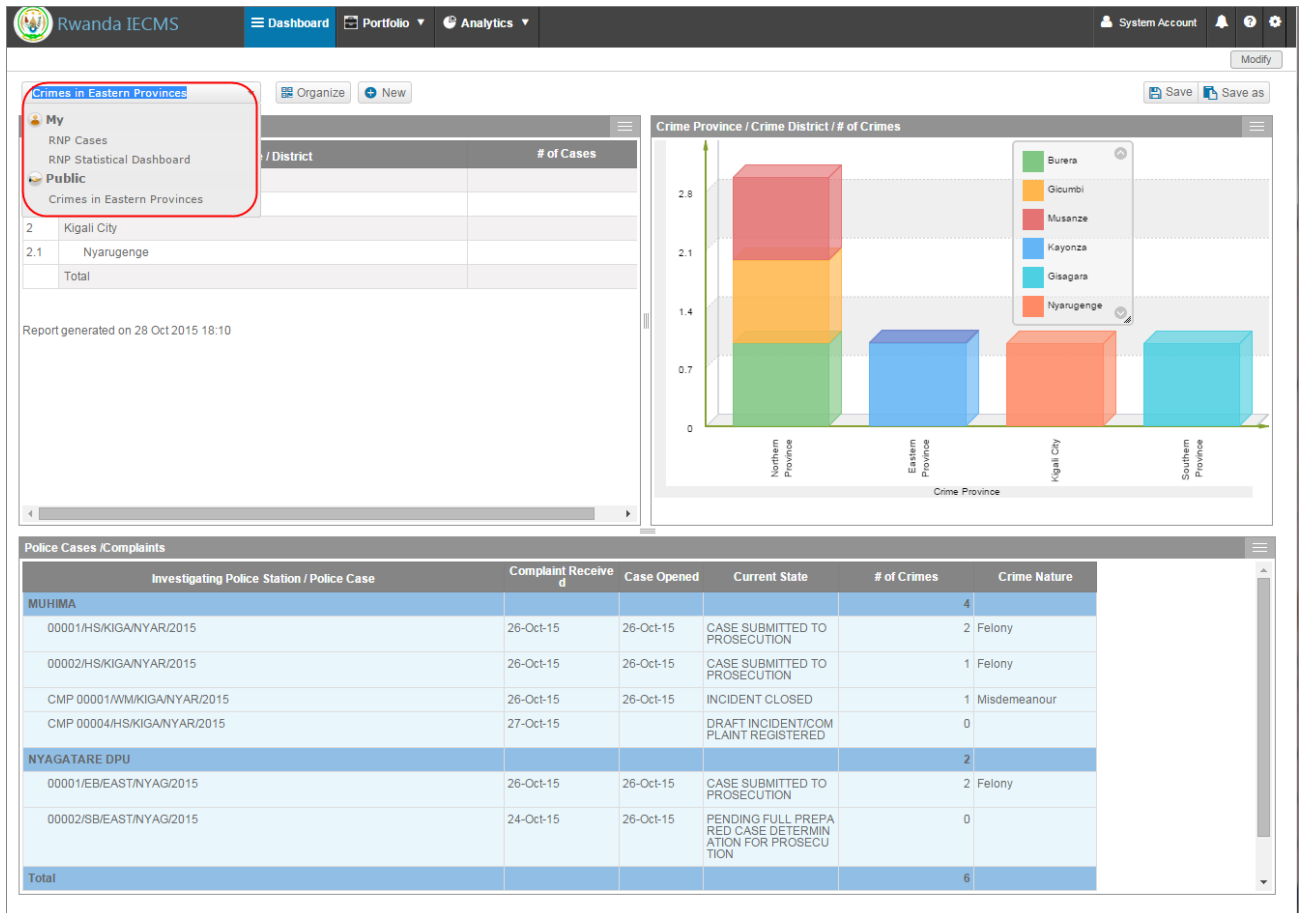 Rwanda IECMS
Dashboard
Portfolio ▼
Analytics ▼
System Account
Modify
Crimes in Eastern Provinces
Organize
New
Save
Save as
My
RNP Cases
RNP Statistical Dashboard
Public
Crimes in Eastern Provinces
/ District
# of Cases
2 Kigali City
2.1 Nyarugenge
Total
Report generated on 28 Oct 2015 18:10
Crime Province / Crime District / # of Crimes
2.8
2.1
1.4
0.7
0
Burera
Gicumbi
Musanze
Kayonza
Gisagara
Nyarugenge
Northern
Province
Eastern
Province
Kigali City
Southern
Province
Crime Province
Police Cases /Complaints
Investigating Police Station / Police Case
Complaint Receive
d
Case Opened
Current State
# of Crimes
Crime Nature
MUHIMA 4
00001/HS/KIGA/NYAR/2015 26-Oct-15 26-Oct-15 CASE SUBMITTED TO 2 Felony
PROSECUTION
00002/HS/KIGA/NYAR/2015 26-Oct-15 26-Oct-15 CASE SUBMITTED TO 1 Felony
PROSECUTION
CMP 00001/WM/KIGA/NYAR/2015 26-Oct-15 26-Oct-15 INCIDENT CLOSED 1 Misdemeanour
CMP 00004/HS/KIGA/NYAR/2015 27-Oct-15 DRAFT INCIDENT/COM 0
PLAINT REGISTERED
NYAGATARE DPU 2
00001/EB/EAST/NYAG/2015 26-Oct-15 26-Oct-15 CASE SUBMITTED TO 2 Felony
PROSECUTION
00002/SB/EAST/NYAG/2015 24-Oct-15 26-Oct-15 PENDING FULL PREPA 0
RED CASE DETERMIN
ATION FOR PROSECU
TION
Total 6